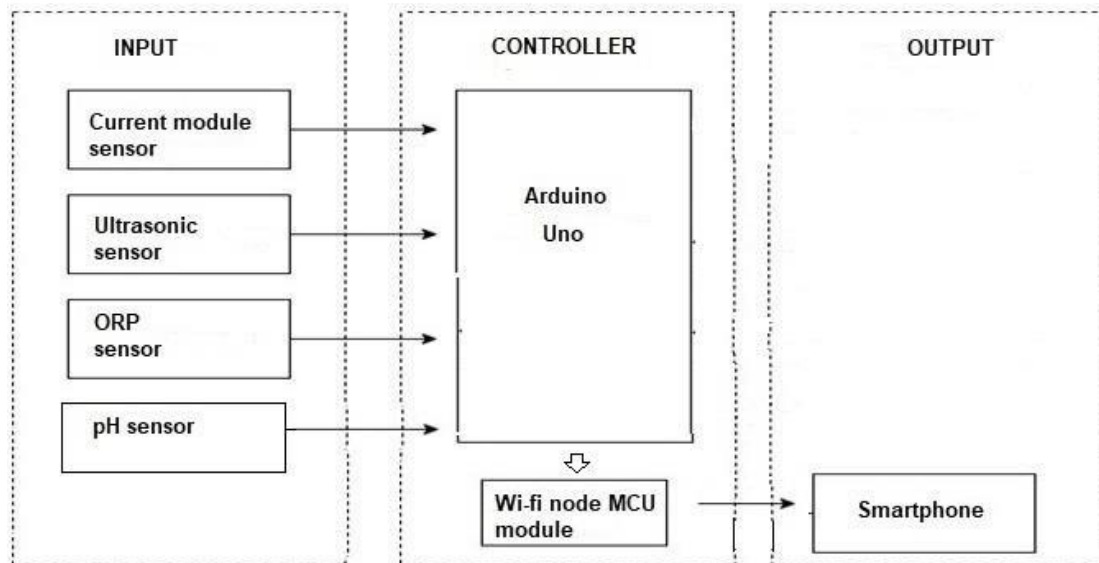 INPUT
CONTROLLER
OUTPUT
Current module
sensor
Ultrasonic
sensor
ORP
sensor
pH sensor
Arduino
Uno
Wi-fi node MCU
module
Smartphone